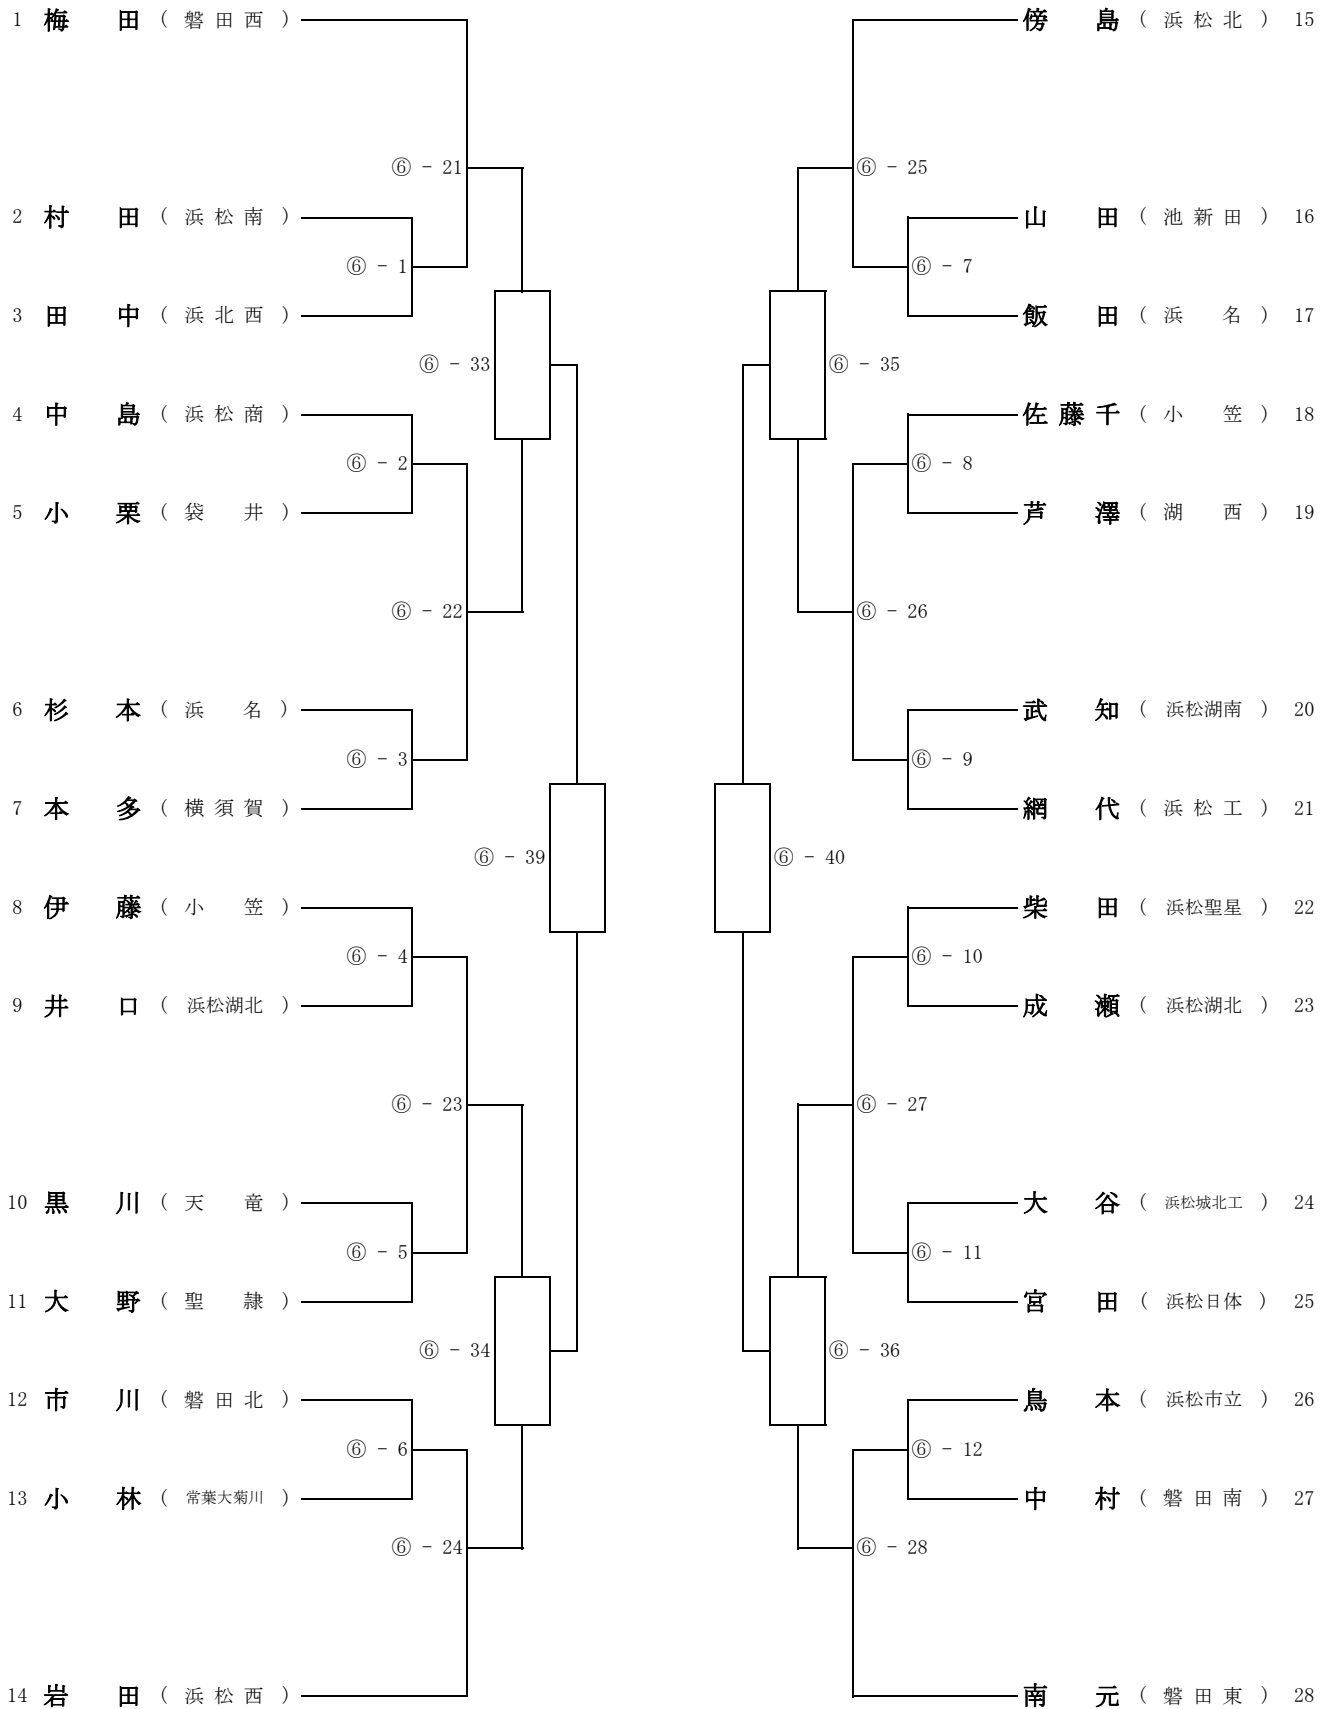 1 梅田 (磐田西)
⑥ - 21
2 村田 (浜松南)
⑥ - 1
3 田中 (浜北西)
⑥ - 33
4 中島 (浜松商)
⑥ - 2
5 小栗 (袋井)
⑥ - 22
6 杉本 (浜名)
⑥ - 3
7 本多 (横須賀)
⑥ - 39
8 伊藤 (小笠)
⑥ - 4
9 井口 (浜松湖北)
⑥ - 23
10 黒川 (天竜)
⑥ - 5
11 大野 (聖隷)
⑥ - 34
12 市川 (磐田北)
⑥ - 6
13 小林 (常葉大菊川)
⑥ - 24
14 岩田 (浜松西)
傍島 (浜松北) 15
⑥ - 25
山田 (池新田) 16
⑥ - 7
飯田 (浜名) 17
⑥ - 35
佐藤千 (小笠) 18
⑥ - 8
芦澤 (湖西) 19
⑥ - 26
武知 (浜松湖南) 20
⑥ - 9
網代 (浜松工) 21
⑥ - 40
柴田 (浜松聖星) 22
⑥ - 10
成瀬 (浜松湖北) 23
⑥ - 27
大谷 (浜松城北工) 24
⑥ - 11
宮田 (浜松日体) 25
⑥ - 36
鳥本 (浜松市立) 26
⑥ - 12
中村 (磐田南) 27
⑥ - 28
南元 (磐田東) 28